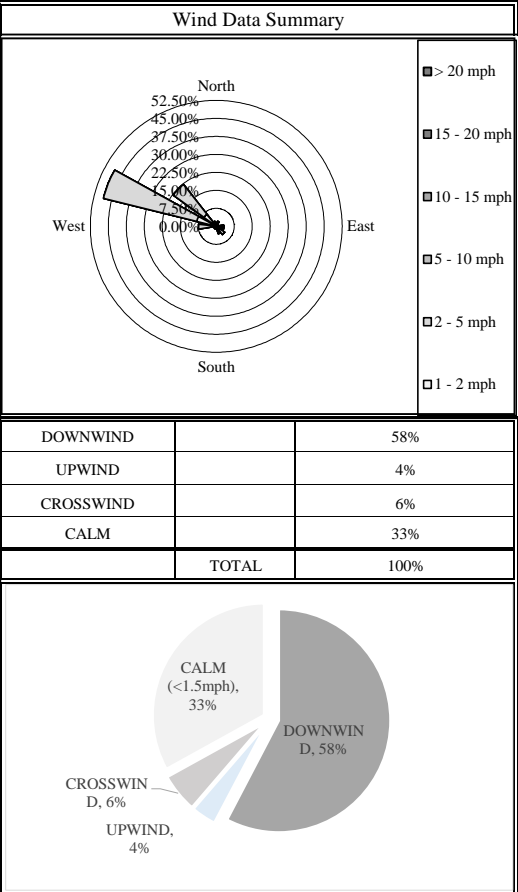 Wind Data Summary
North
52.50%
45.00%
37.50%
30.00%
22.50%
15.00%
7.50%
0.00%
West
East
South
> 20 mph
15 - 20 mph
10 - 15 mph
5 - 10 mph
2 - 5 mph
1 - 2 mph
DOWNWIND 58%
UPWIND 4%
CROSSWIND 6%
CALM 33%
TOTAL 100%
CALM
(<1.5mph),
33%
DOWNWIN
D, 58%
CROSSWIN
D, 6%
UPWIND,
4%